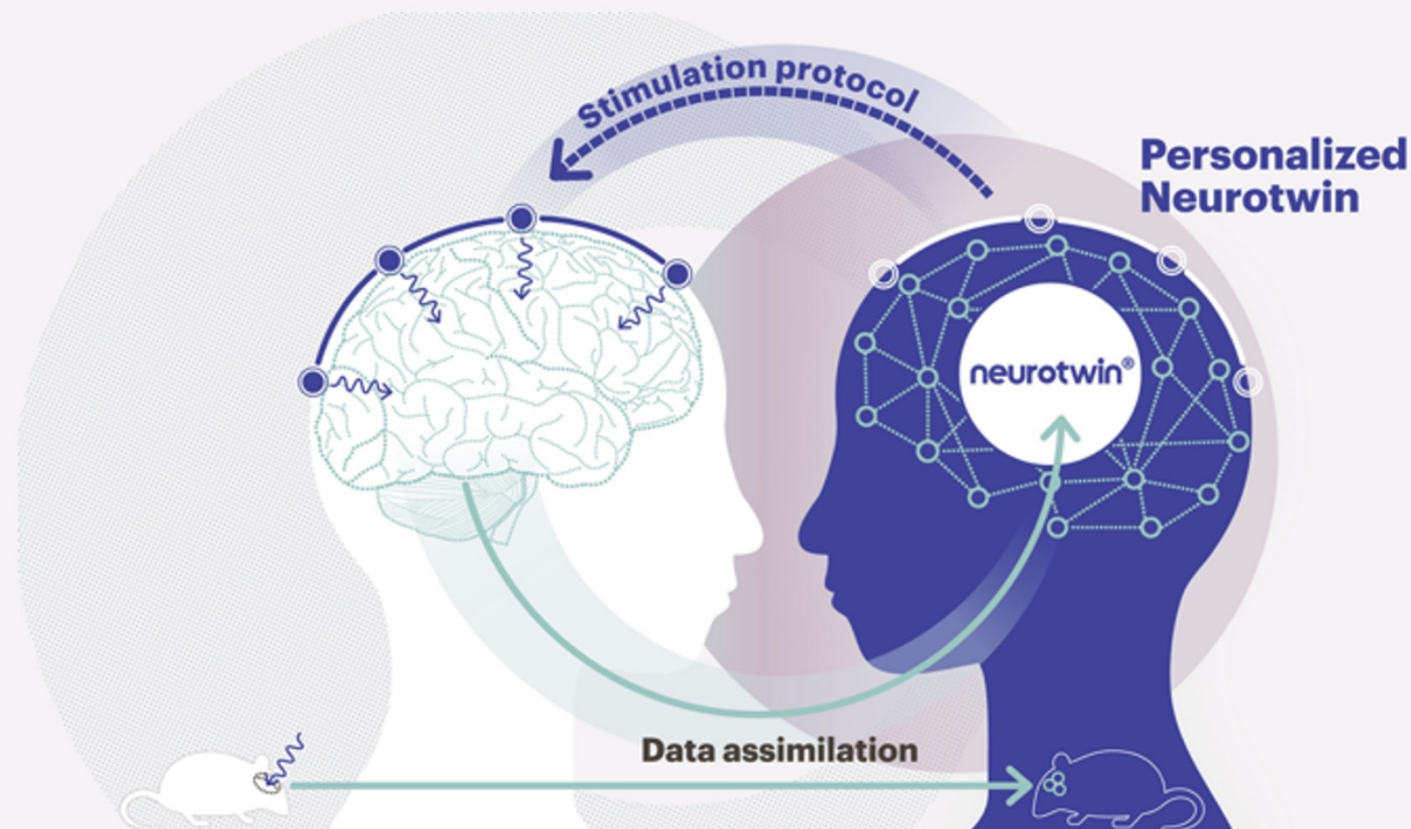 Stimulation protocol
Personalized
Neurotwin
neurotwin®
Data assimilation